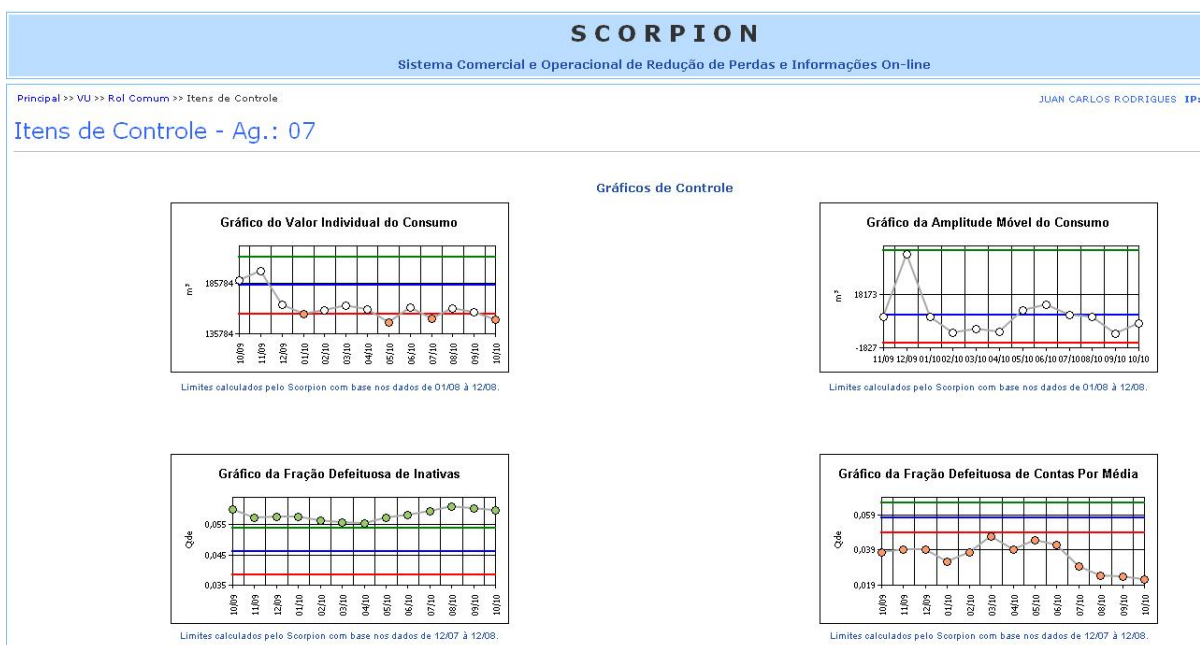 S C O R P I O N
Sistema Comercial e Operacional de Redução de Perdas e Informações On-line
Principal >> VU >> Rol Comum >> Itens de Controle
JUAN CARLOS RODRIGUES IP:
Itens de Controle - Ag.: 07
Gráficos de Controle
Gráfico do Valor Individual do Consumo
m³
185784
135784
10/09 11/09 12/09 01/10 02/10 03/10 04/10 05/10 06/10 07/10 08/10 09/10 10/10
Limites calculados pelo Scorpion com base nos dados de 01/08 à 12/08.
Gráfico da Amplitude Móvel do Consumo
m³
18173
-1827
11/09 12/09 01/10 02/10 03/10 04/10 05/10 06/10 07/10 08/10 09/10 10/10
Limites calculados pelo Scorpion com base nos dados de 01/08 à 12/08.
Gráfico da Fração Defeituosa de Inativas
Qde
0,055
0,045
0,035
10/09 11/09 12/09 01/10 02/10 03/10 04/10 05/10 06/10 07/10 08/10 09/10 10/10
Limites calculados pelo Scorpion com base nos dados de 12/07 à 12/08.
Gráfico da Fração Defeituosa de Contas Por Média
Qde
0,059
0,039
0,019
10/09 11/09 12/09 01/10 02/10 03/10 04/10 05/10 06/10 07/10 08/10 09/10 10/10
Limites calculados pelo Scorpion com base nos dados de 12/07 à 12/08.